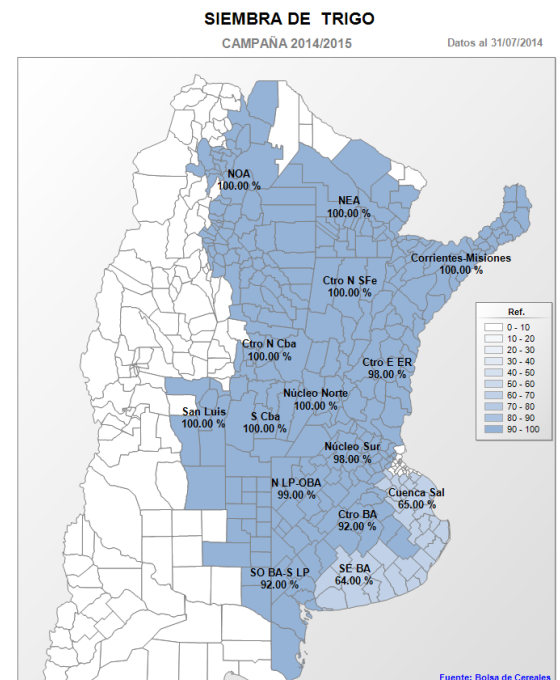 SIEMBRA DE TRIGO
CAMPAÑA 2014/2015
Datos al 31/07/2014
NOA
100.00 %
NEA
100.00 %
Corrientes-Misiones
100.00 %
Ctro N SFe
100.00 %
Ref.
0 - 10
10 - 20
20 - 30
30 - 40
40 - 50
50 - 60
60 - 70
70 - 80
80 - 90
90 - 100
Ctro N Cba
100.00 %
Ctro E ER
98.00 %
Núcleo Norte
100.00 %
San Luis
100.00 %
S Cba
100.00 %
Núcleo Sur
98.00 %
N LP-OBA
99.00 %
Cuenca Sal
65.00 %
Ctro BA
92.00 %
SO BA-S LP
92.00 %
SE BA
64.00 %
Fuente: Bolsa de Cereales